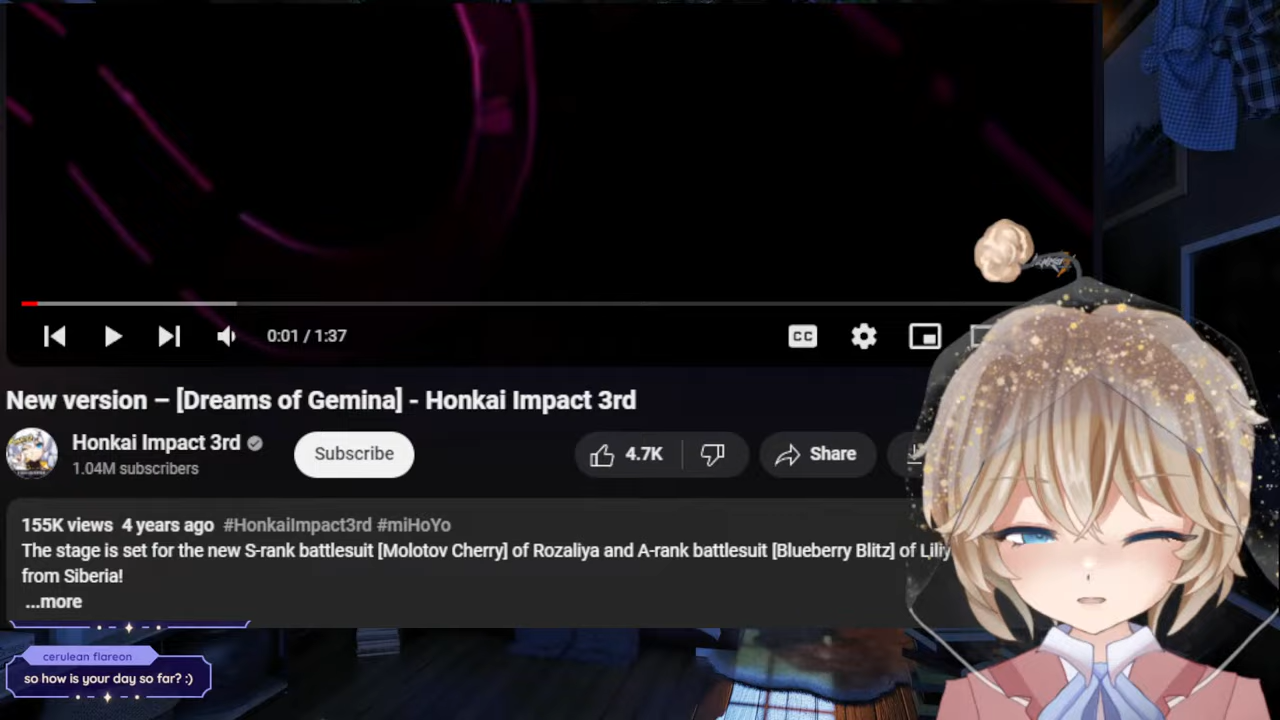 CC
0:01 / 1:37
New version – [Dreams of Gemina] - Honkai Impact 3rd
Honkai Impact 3rd
1.04M subscribers
Subscribe
4.7K
Share
155K views 4 years ago #HonkaiImpact3rd #miHoYo
The stage is set for the new S-rank battlesuit [Molotov Cherry] of Rozaliya and A-rank battlesuit [Blueberry Blitz] of Liliy
from Siberia!
...more
cerulean flareon
so how is your day so far? :)